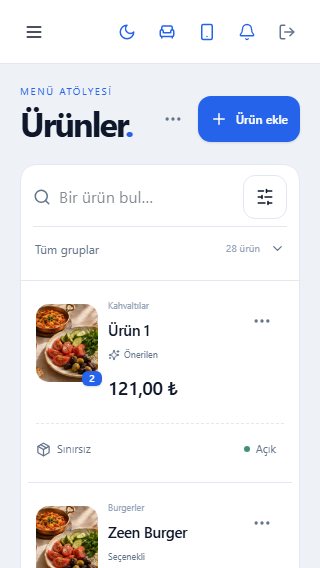 MENÜ ATÖLYESİ
Ürünler.
Ürün ekle
Bir ürün bul...
Tüm gruplar
28 ürün
Kahvaltılar
Ürün 1
Önerilen
2
121,00 ₺
Sınırsız
Açık
Burgerler
Zeen Burger
Seçenekli